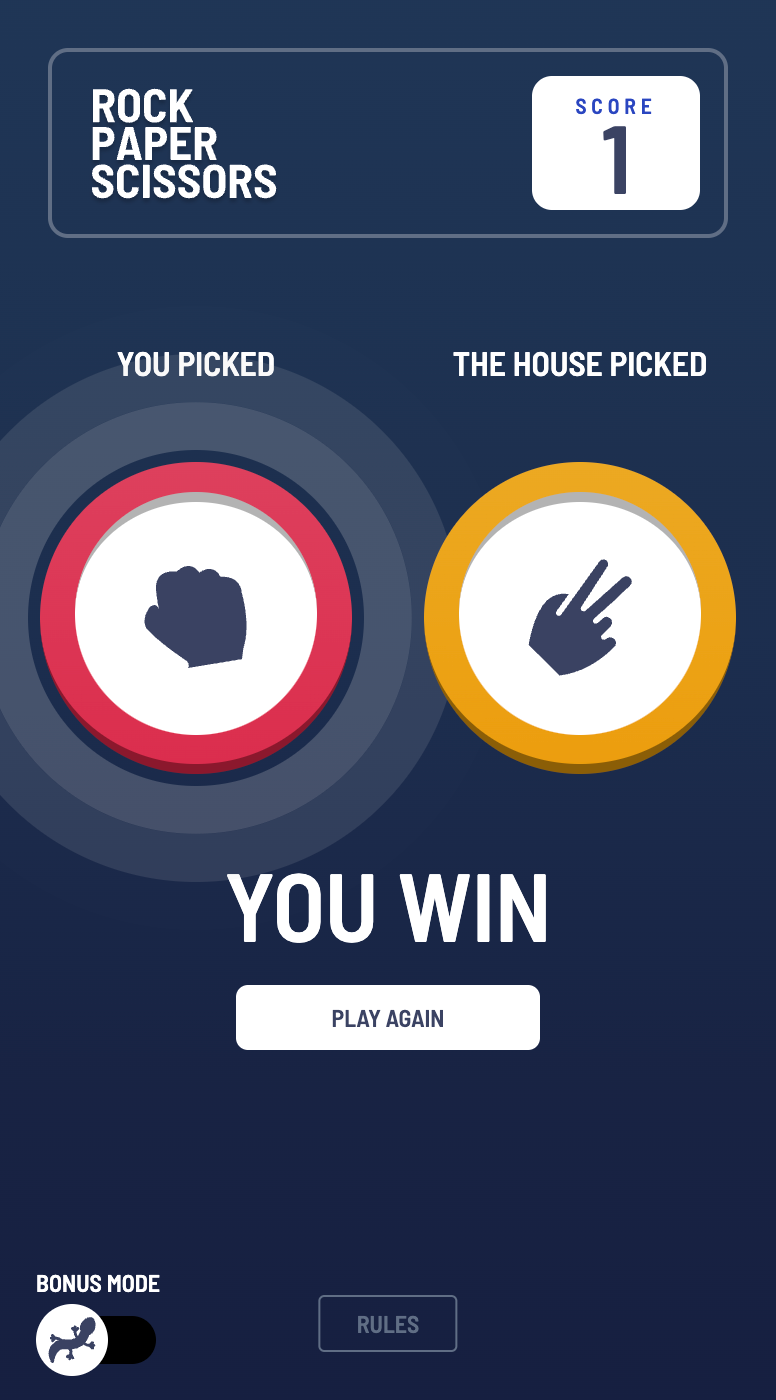 ROCK
PAPER
SCISSORS
SCORE
1
YOU PICKED
THE HOUSE PICKED
YOU WIN
PLAY AGAIN
BONUS MODE
RULES